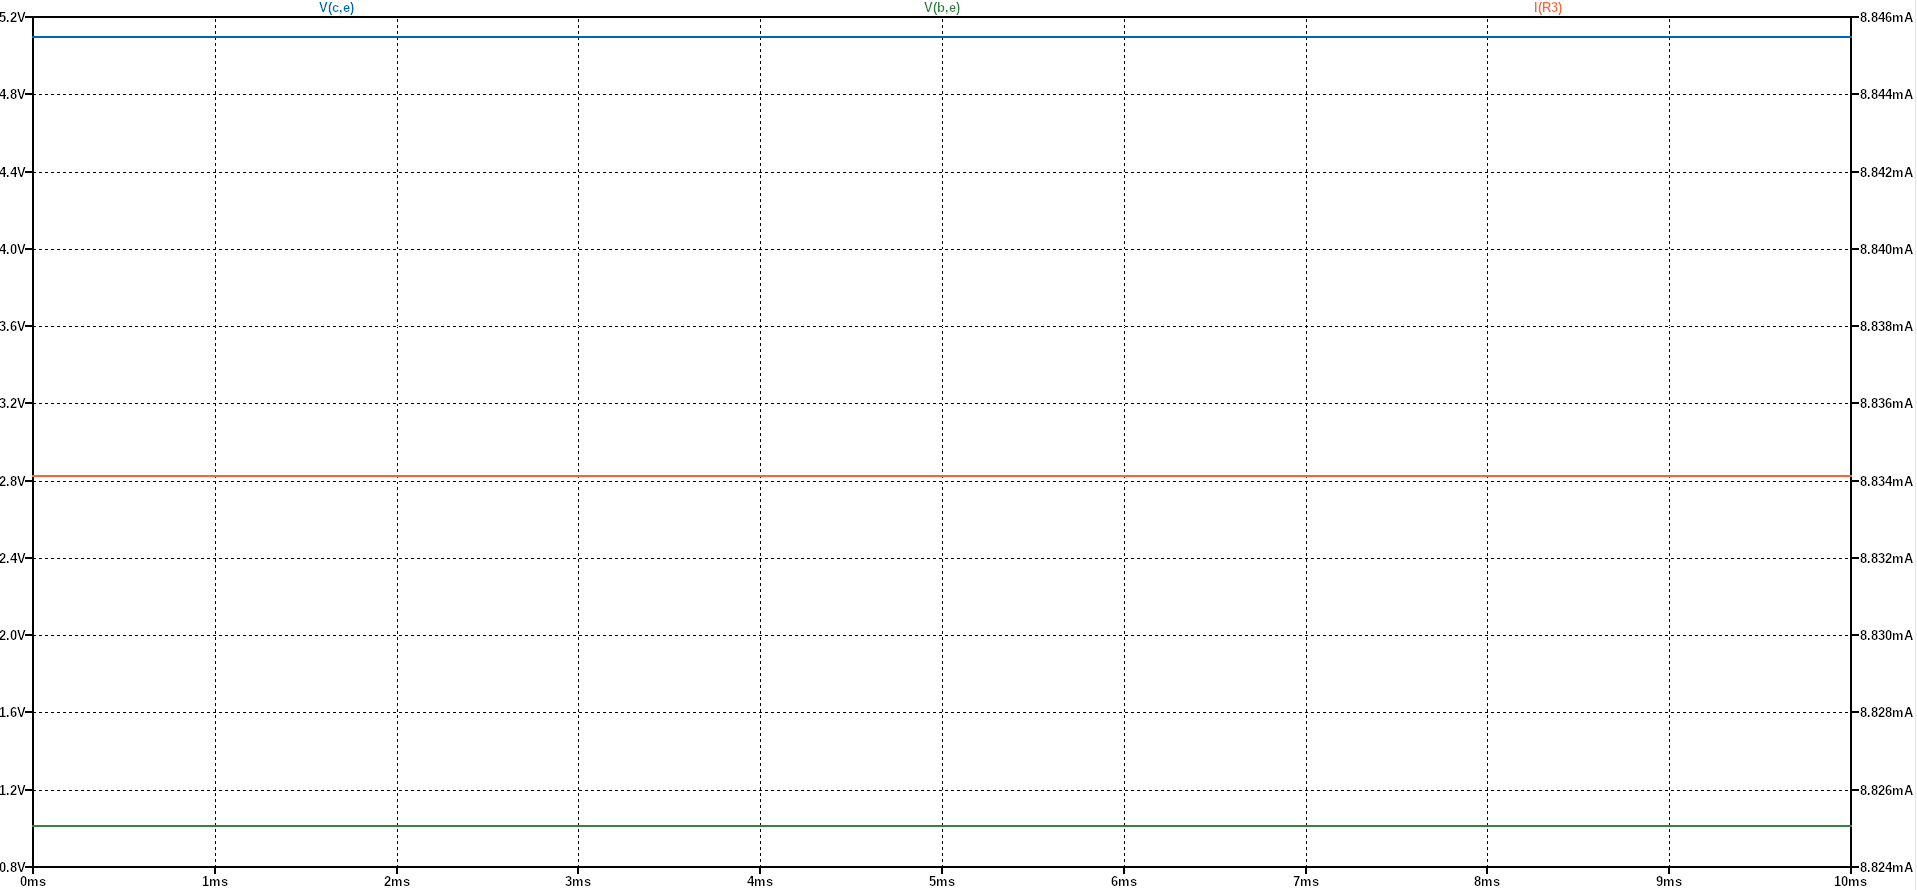 V(c,e) V(b,e) I(R3)
5.2V 8.846mA
4.8V 8.844mA
4.4V 8.842mA
4.0V 8.840mA
3.6V 8.838mA
3.2V 8.836mA
2.8V 8.834mA
2.4V 8.832mA
2.0V 8.830mA
1.6V 8.828mA
1.2V 8.826mA
0.8V 8.824mA
0ms 1ms 2ms 3ms 4ms 5ms 6ms 7ms 8ms 9ms 10ms